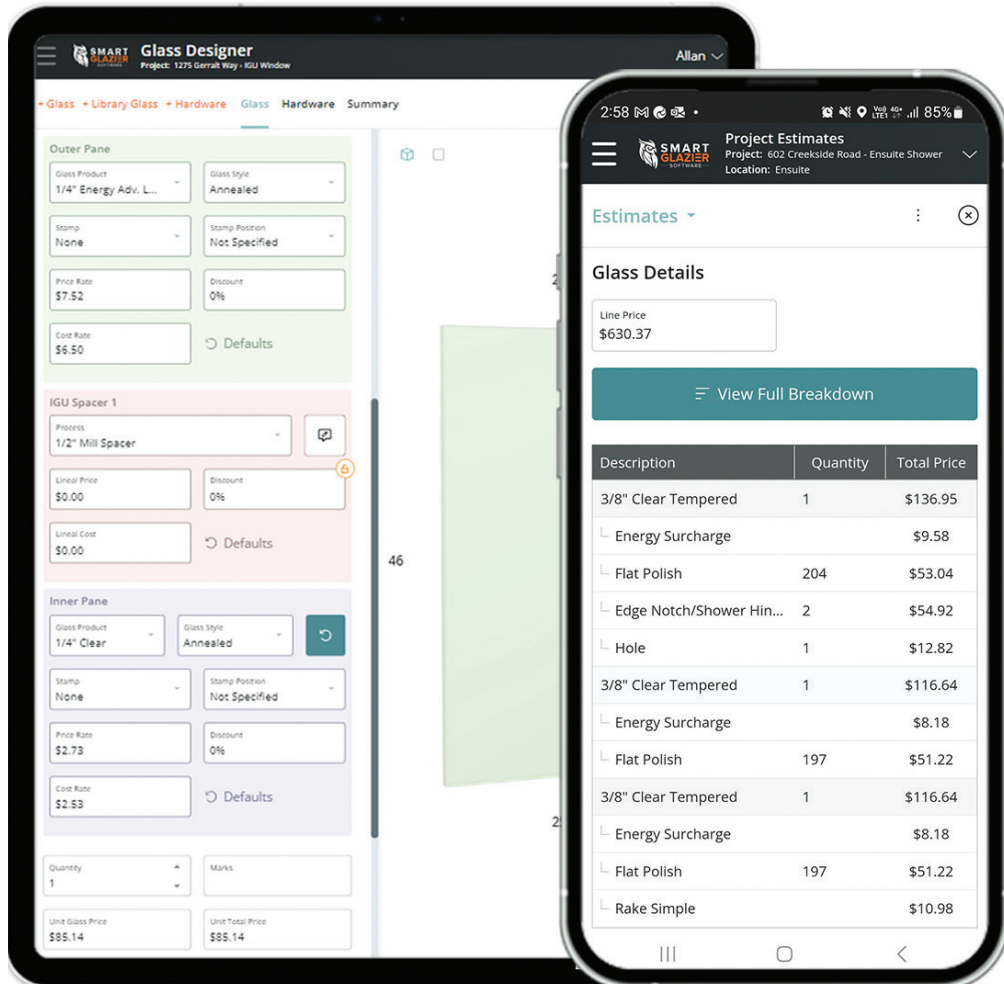 SMART
GLAZIER
SOFTWARE
Glass Designer
Project: 1275 Gerrait Way - IGU Window
Allan
+ Glass + Library Glass + Hardware Glass Hardware Summary
Outer Pane
Glass Product
1/4" Energy Adv. L...
Glass Style
Annealed
Stamp
None
Stamp Position
Not Specified
Price Rate
$7.52
Discount
0%
Cost Rate
$6.50
Defaults
IGU Spacer 1
Process
1/2" Mill Spacer
Lineal Price
$0.00
Discount
0%
Lineal Cost
$0.00
Defaults
46
Inner Pane
Glass Product
1/4" Clear
Glass Style
Annealed
Stamp
None
Stamp Position
Not Specified
Price Rate
$2.73
Discount
0%
Cost Rate
$2.53
Defaults
Quantity
1
Marks
Unit Glass Price
$85.14
Unit Total Price
$85.14
2:58
Vo) LTE1 4G+ 85%
SMART
GLAZIER
SOFTWARE
Project Estimates
Project: 602 Creekside Road - Ensuite Shower
Location: Ensuite
Estimates
Glass Details
Line Price
$630.37
View Full Breakdown
Description Quantity Total Price
3/8" Clear Tempered 1 $136.95
Energy Surcharge $9.58
Flat Polish 204 $53.04
Edge Notch/Shower Hin... 2 $54.92
Hole 1 $12.82
3/8" Clear Tempered 1 $116.64
Energy Surcharge $8.18
Flat Polish 197 $51.22
3/8" Clear Tempered 1 $116.64
Energy Surcharge $8.18
Flat Polish 197 $51.22
Rake Simple $10.98